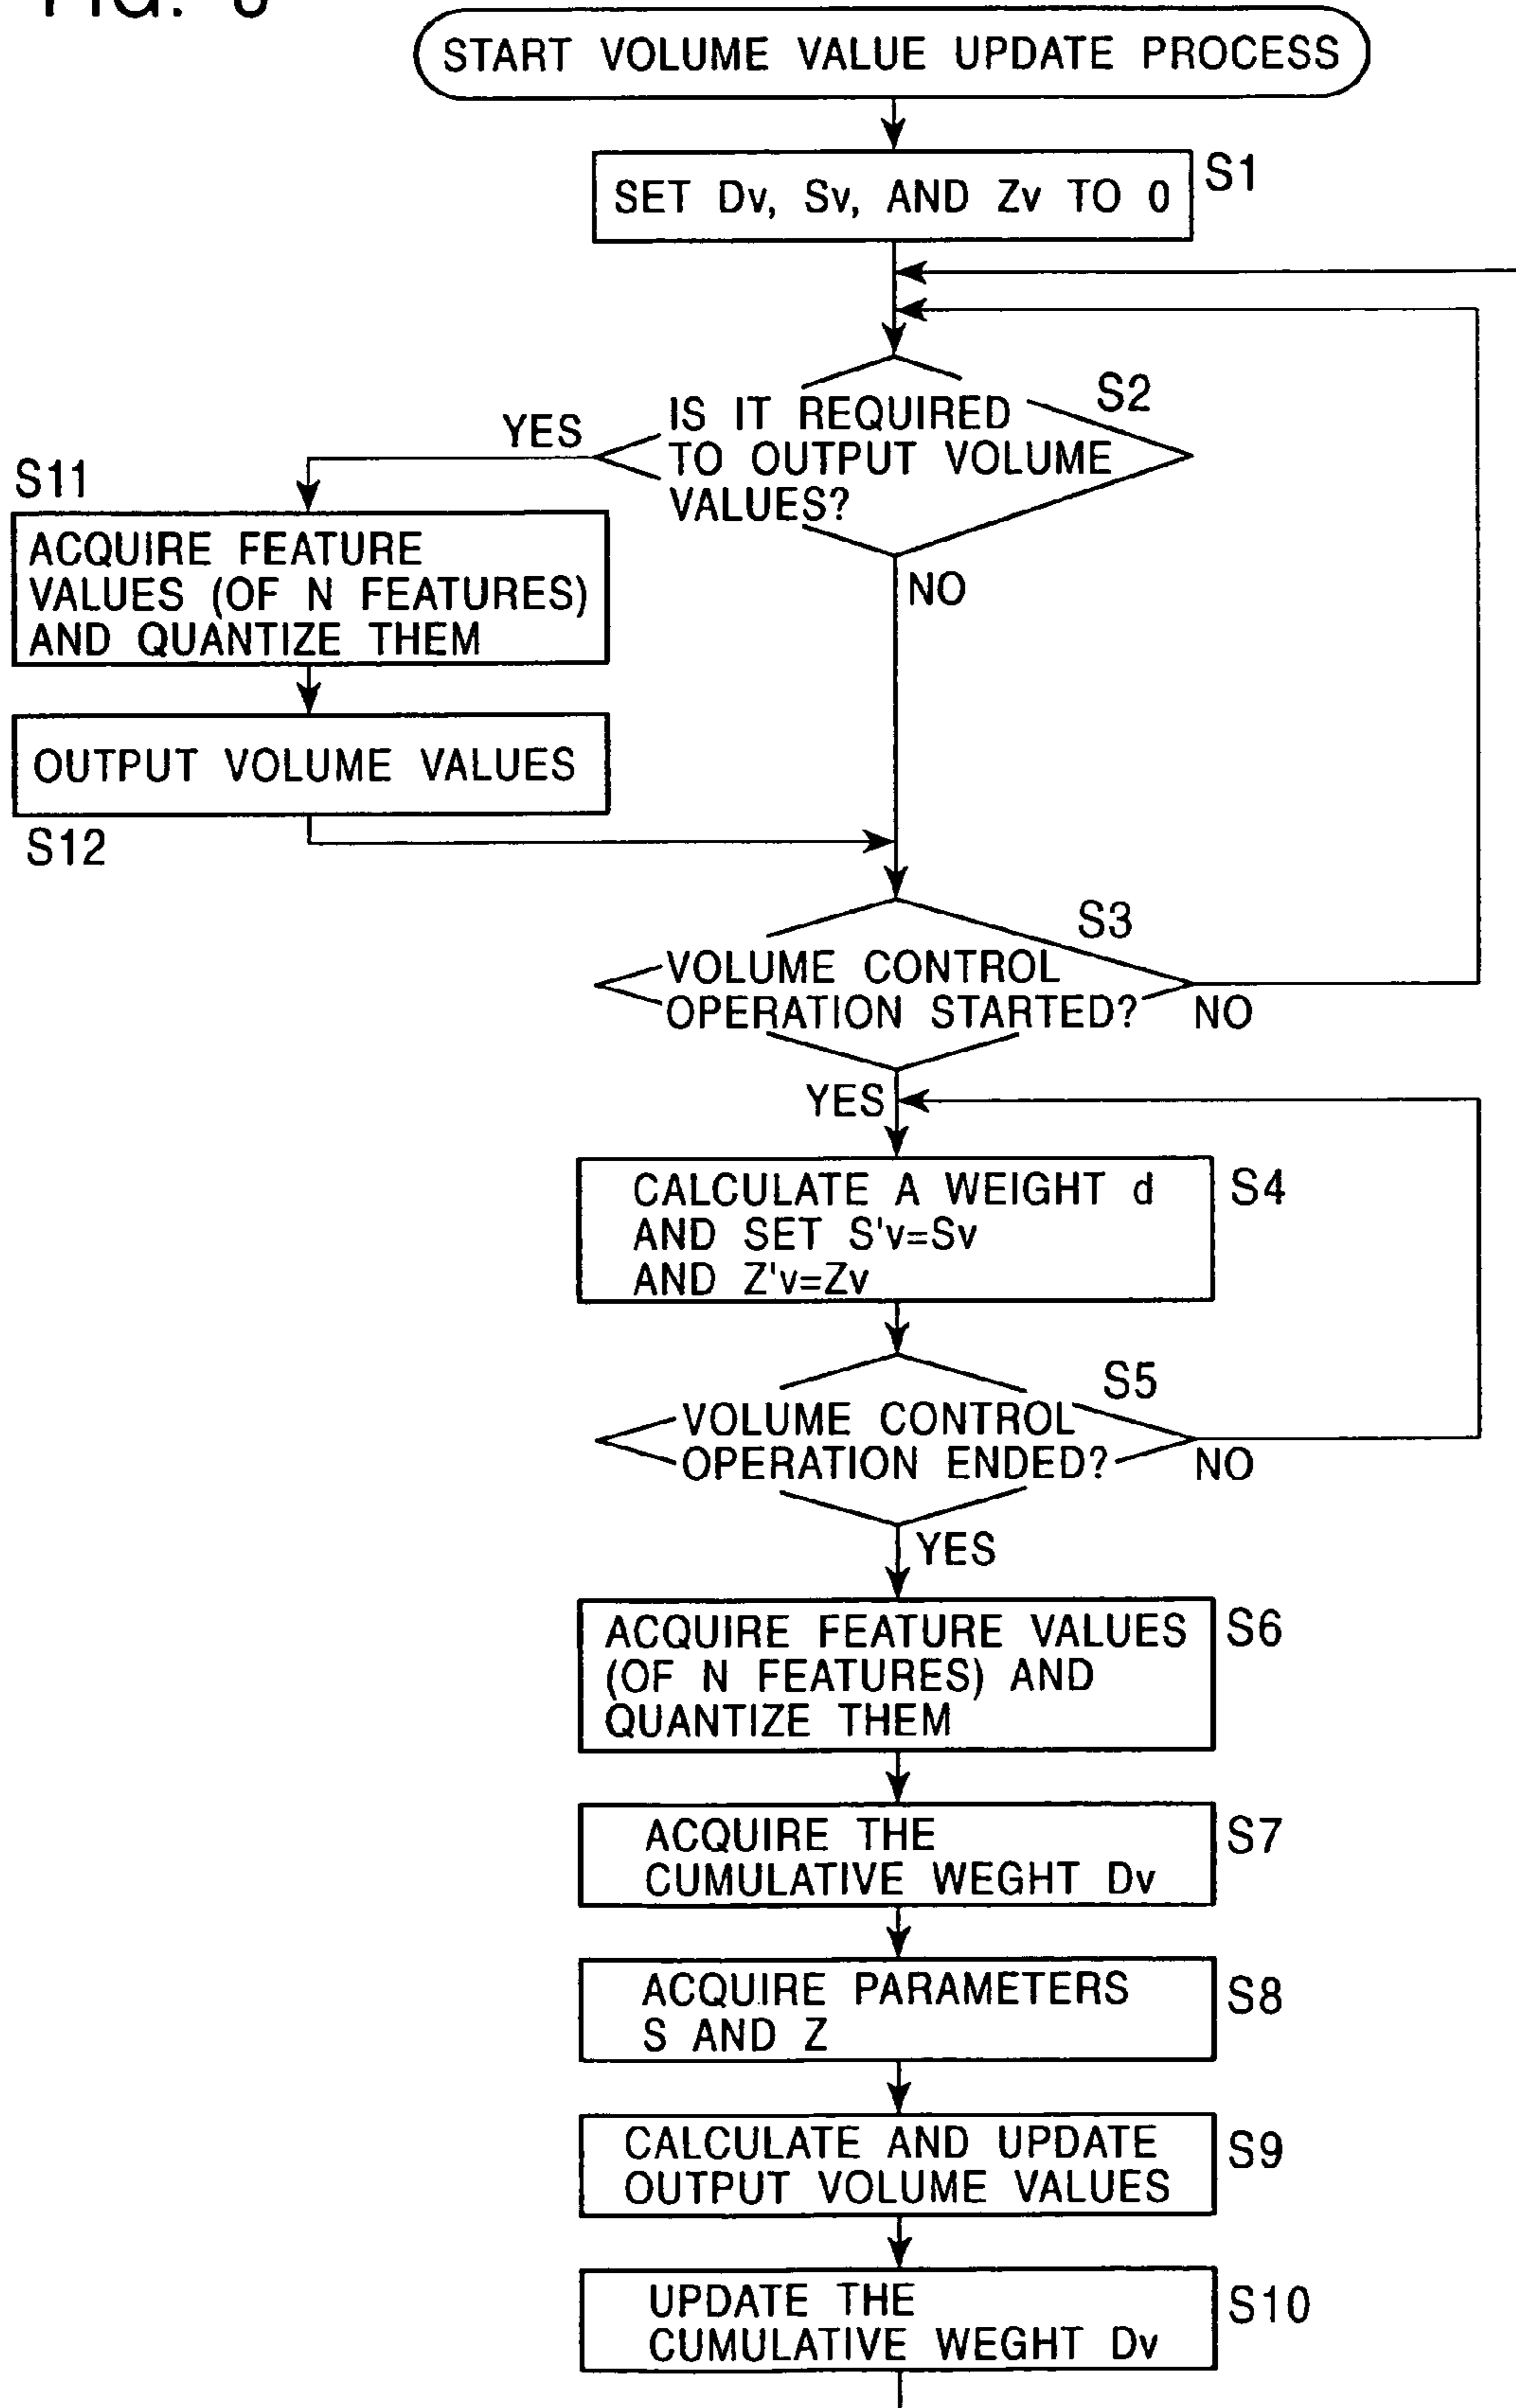 FIG.
START VOLUME VALUE UPDATE PROCESS
SET Dv, Sv, AND Zv TO 0
S1
IS IT REQUIRED
TO OUTPUT VOLUME
VALUES?
S2
YES
NO
S11
ACQUIRE FEATURE
VALUES (OF N FEATURES)
AND QUANTIZE THEM
OUTPUT VOLUME VALUES
S12
S3
VOLUME CONTROL
OPERATION STARTED?
NO
YES
CALCULATE A WEIGHT d
AND SET S'v=Sv
AND Z'v=Zv
S4
S5
VOLUME CONTROL
OPERATION ENDED?
NO
YES
ACQUIRE FEATURE VALUES
(OF N FEATURES) AND
QUANTIZE THEM
S6
ACQUIRE THE
CUMULATIVE WEGHT Dv
S7
ACQUIRE PARAMETERS
S AND Z
S8
CALCULATE AND UPDATE
OUTPUT VOLUME VALUES
S9
UPDATE THE
CUMULATIVE WEGHT Dv
S10